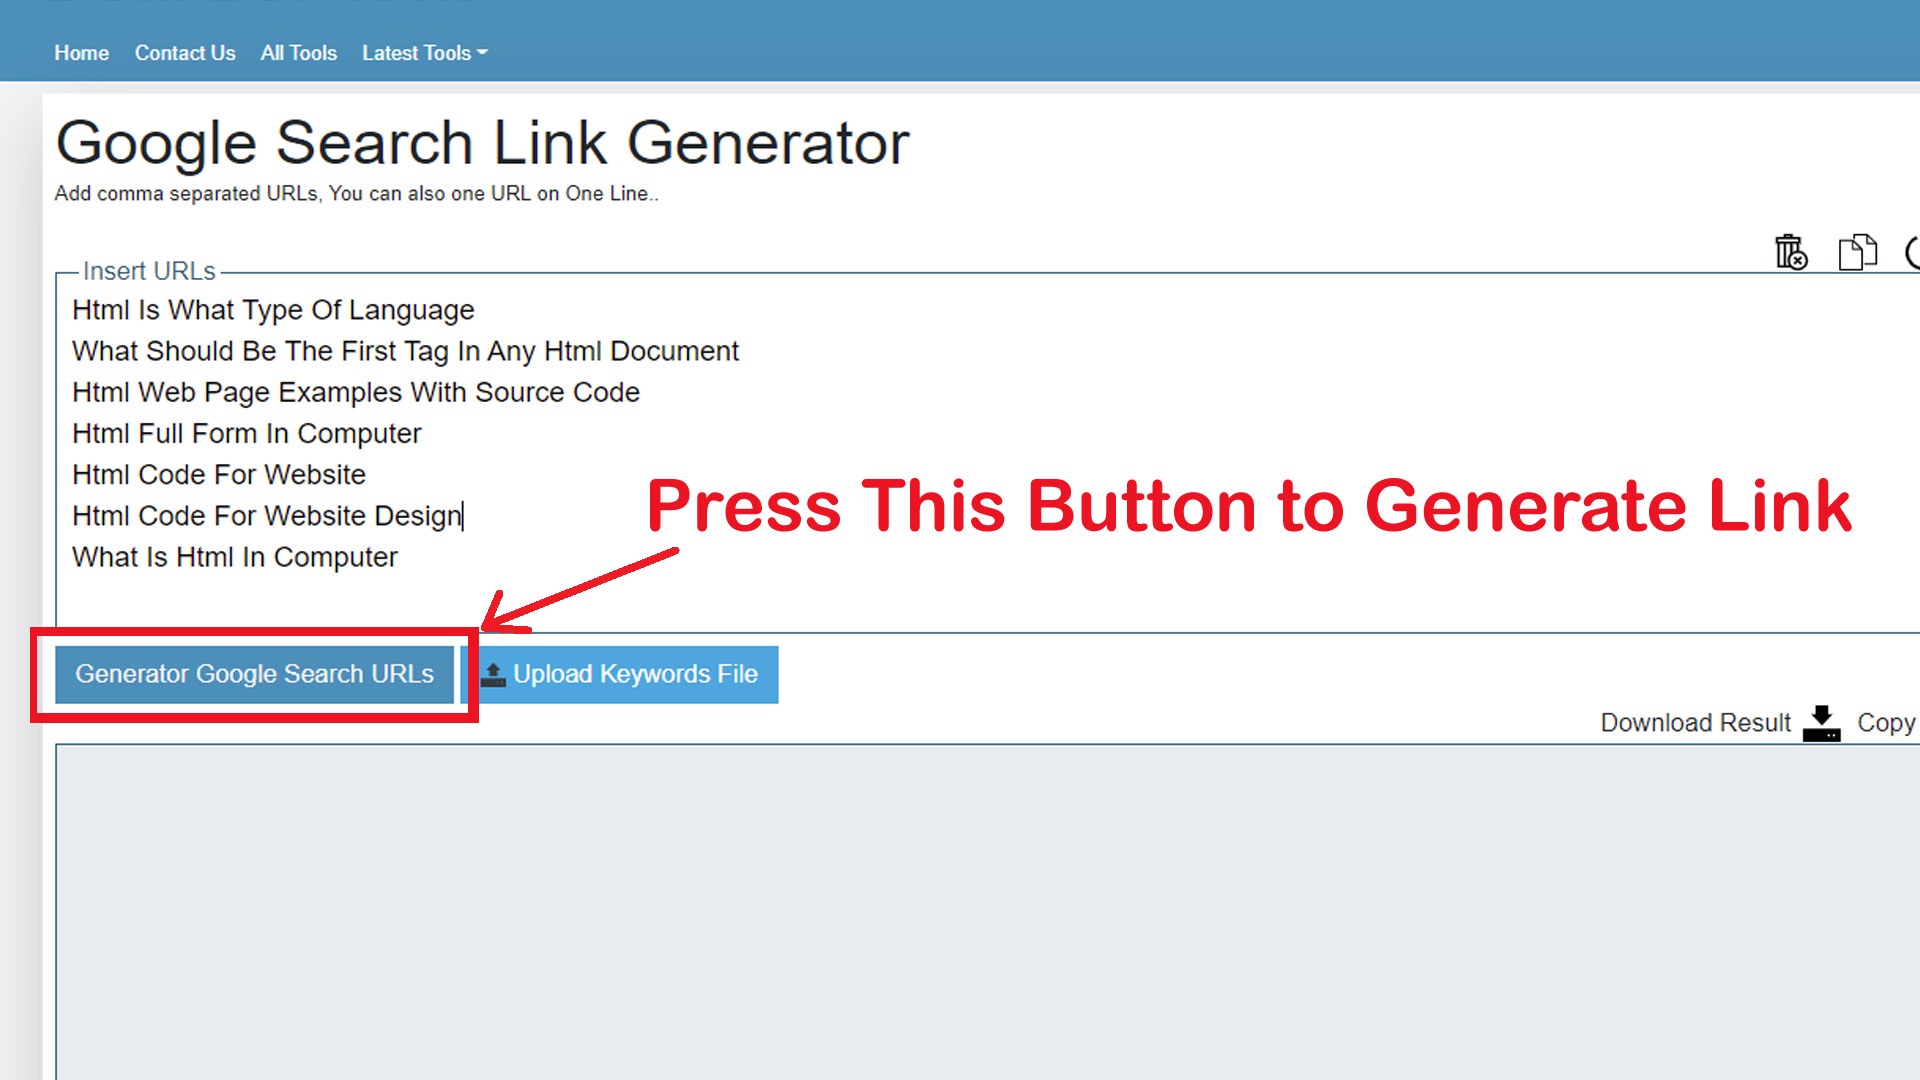 Home Contact Us All Tools Latest Tools
Google Search Link Generator
Add comma separated URLs, You can also one URL on One Line..
Insert URLs
Html Is What Type Of Language
What Should Be The First Tag In Any Html Document
Html Web Page Examples With Source Code
Html Full Form In Computer
Html Code For Website
Html Code For Website Design
What Is Html In Computer
Press This Button to Generate Link
Generator Google Search URLs Upload Keywords File
Download Result Copy